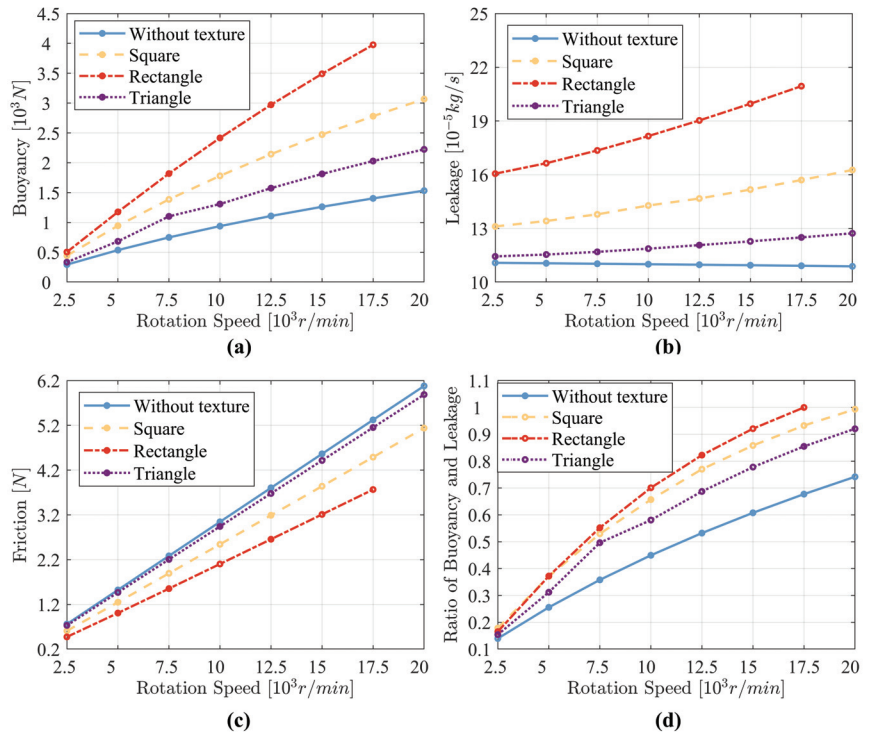 4.5
4
3.5
3
2.5
2
1.5
1
0.5
0
Buoyancy [10³N]
Without texture
Square
Rectangle
Triangle
2.5 5 7.5 10 12.5 15 17.5 20
Rotation Speed [10³r/min]
(a)
25
22
19
16
13
10
Leakage [10⁻⁵kg/s]
Without texture
Square
Rectangle
Triangle
2.5 5 7.5 10 12.5 15 17.5 20
Rotation Speed [10³r/min]
(b)
6.2
5.2
4.2
3.2
2.2
1.2
0.2
Friction [N]
Without texture
Square
Rectangle
Triangle
2.5 5 7.5 10 12.5 15 17.5 20
Rotation Speed [10³r/min]
(c)
1.1
1
0.9
0.8
0.7
0.6
0.5
0.4
0.3
0.2
0.1
Ratio of Buoyancy and Leakage
Without texture
Square
Rectangle
Triangle
2.5 5 7.5 10 12.5 15 17.5 20
Rotation Speed [10³r/min]
(d)